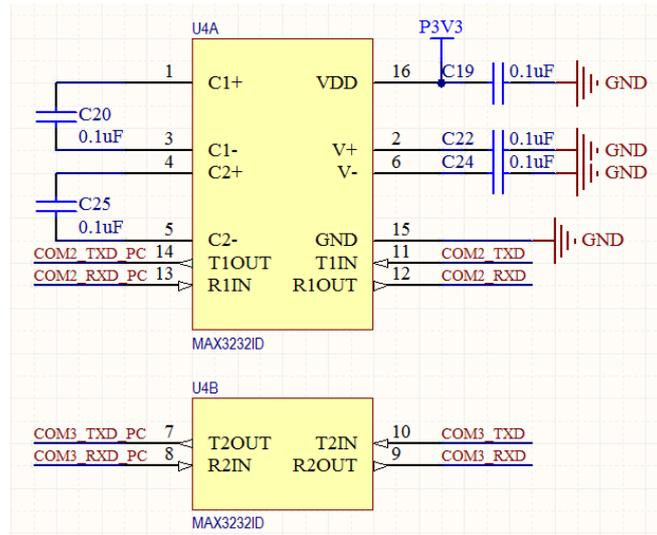 U4A
P3V3
1 C1+ VDD 16 C19 0.1uF GND
C20
0.1uF
3 C1- V+ 2 C22 0.1uF GND
4 C2+ V- 6 C24 0.1uF GND
C25
0.1uF
5 C2- GND 15 GND
COM2_TXD_PC 14 T1OUT T1IN 11 COM2_TXD
COM2_RXD_PC 13 R1IN R1OUT 12 COM2_RXD
MAX3232ID
U4B
COM3_TXD_PC 7 T2OUT T2IN 10 COM3_TXD
COM3_RXD_PC 8 R2IN R2OUT 9 COM3_RXD
MAX3232ID